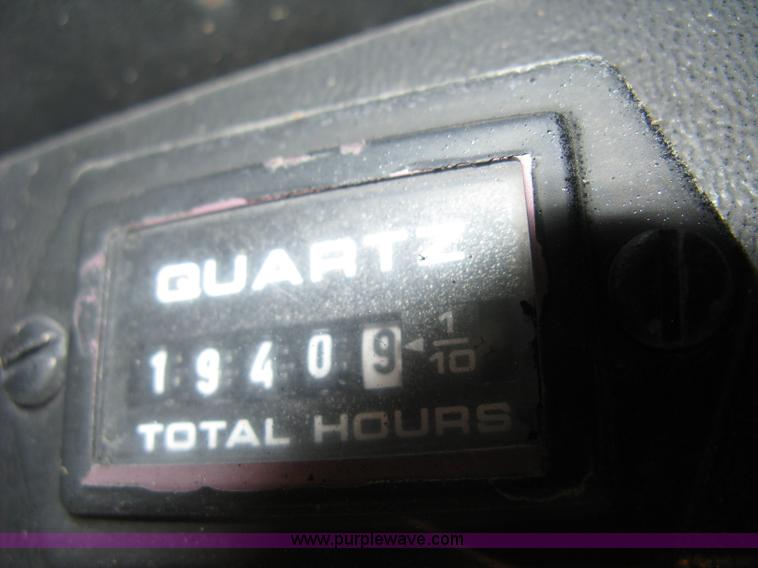 QUARTZ
19409 1/10
TOTAL HOURS
www.purplewave.com